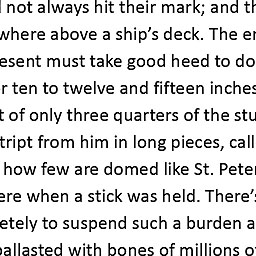 not always hit their mark; and th
where above a ship's deck. The en
esent must take good heed to do
ten to twelve and fifteen inches
of only three quarters of the stu
tript from him in long pieces, call
how few are domed like St. Peter
ere when a stick was held. There's
etely to suspend such a burden a
ballasted with bones of millions of